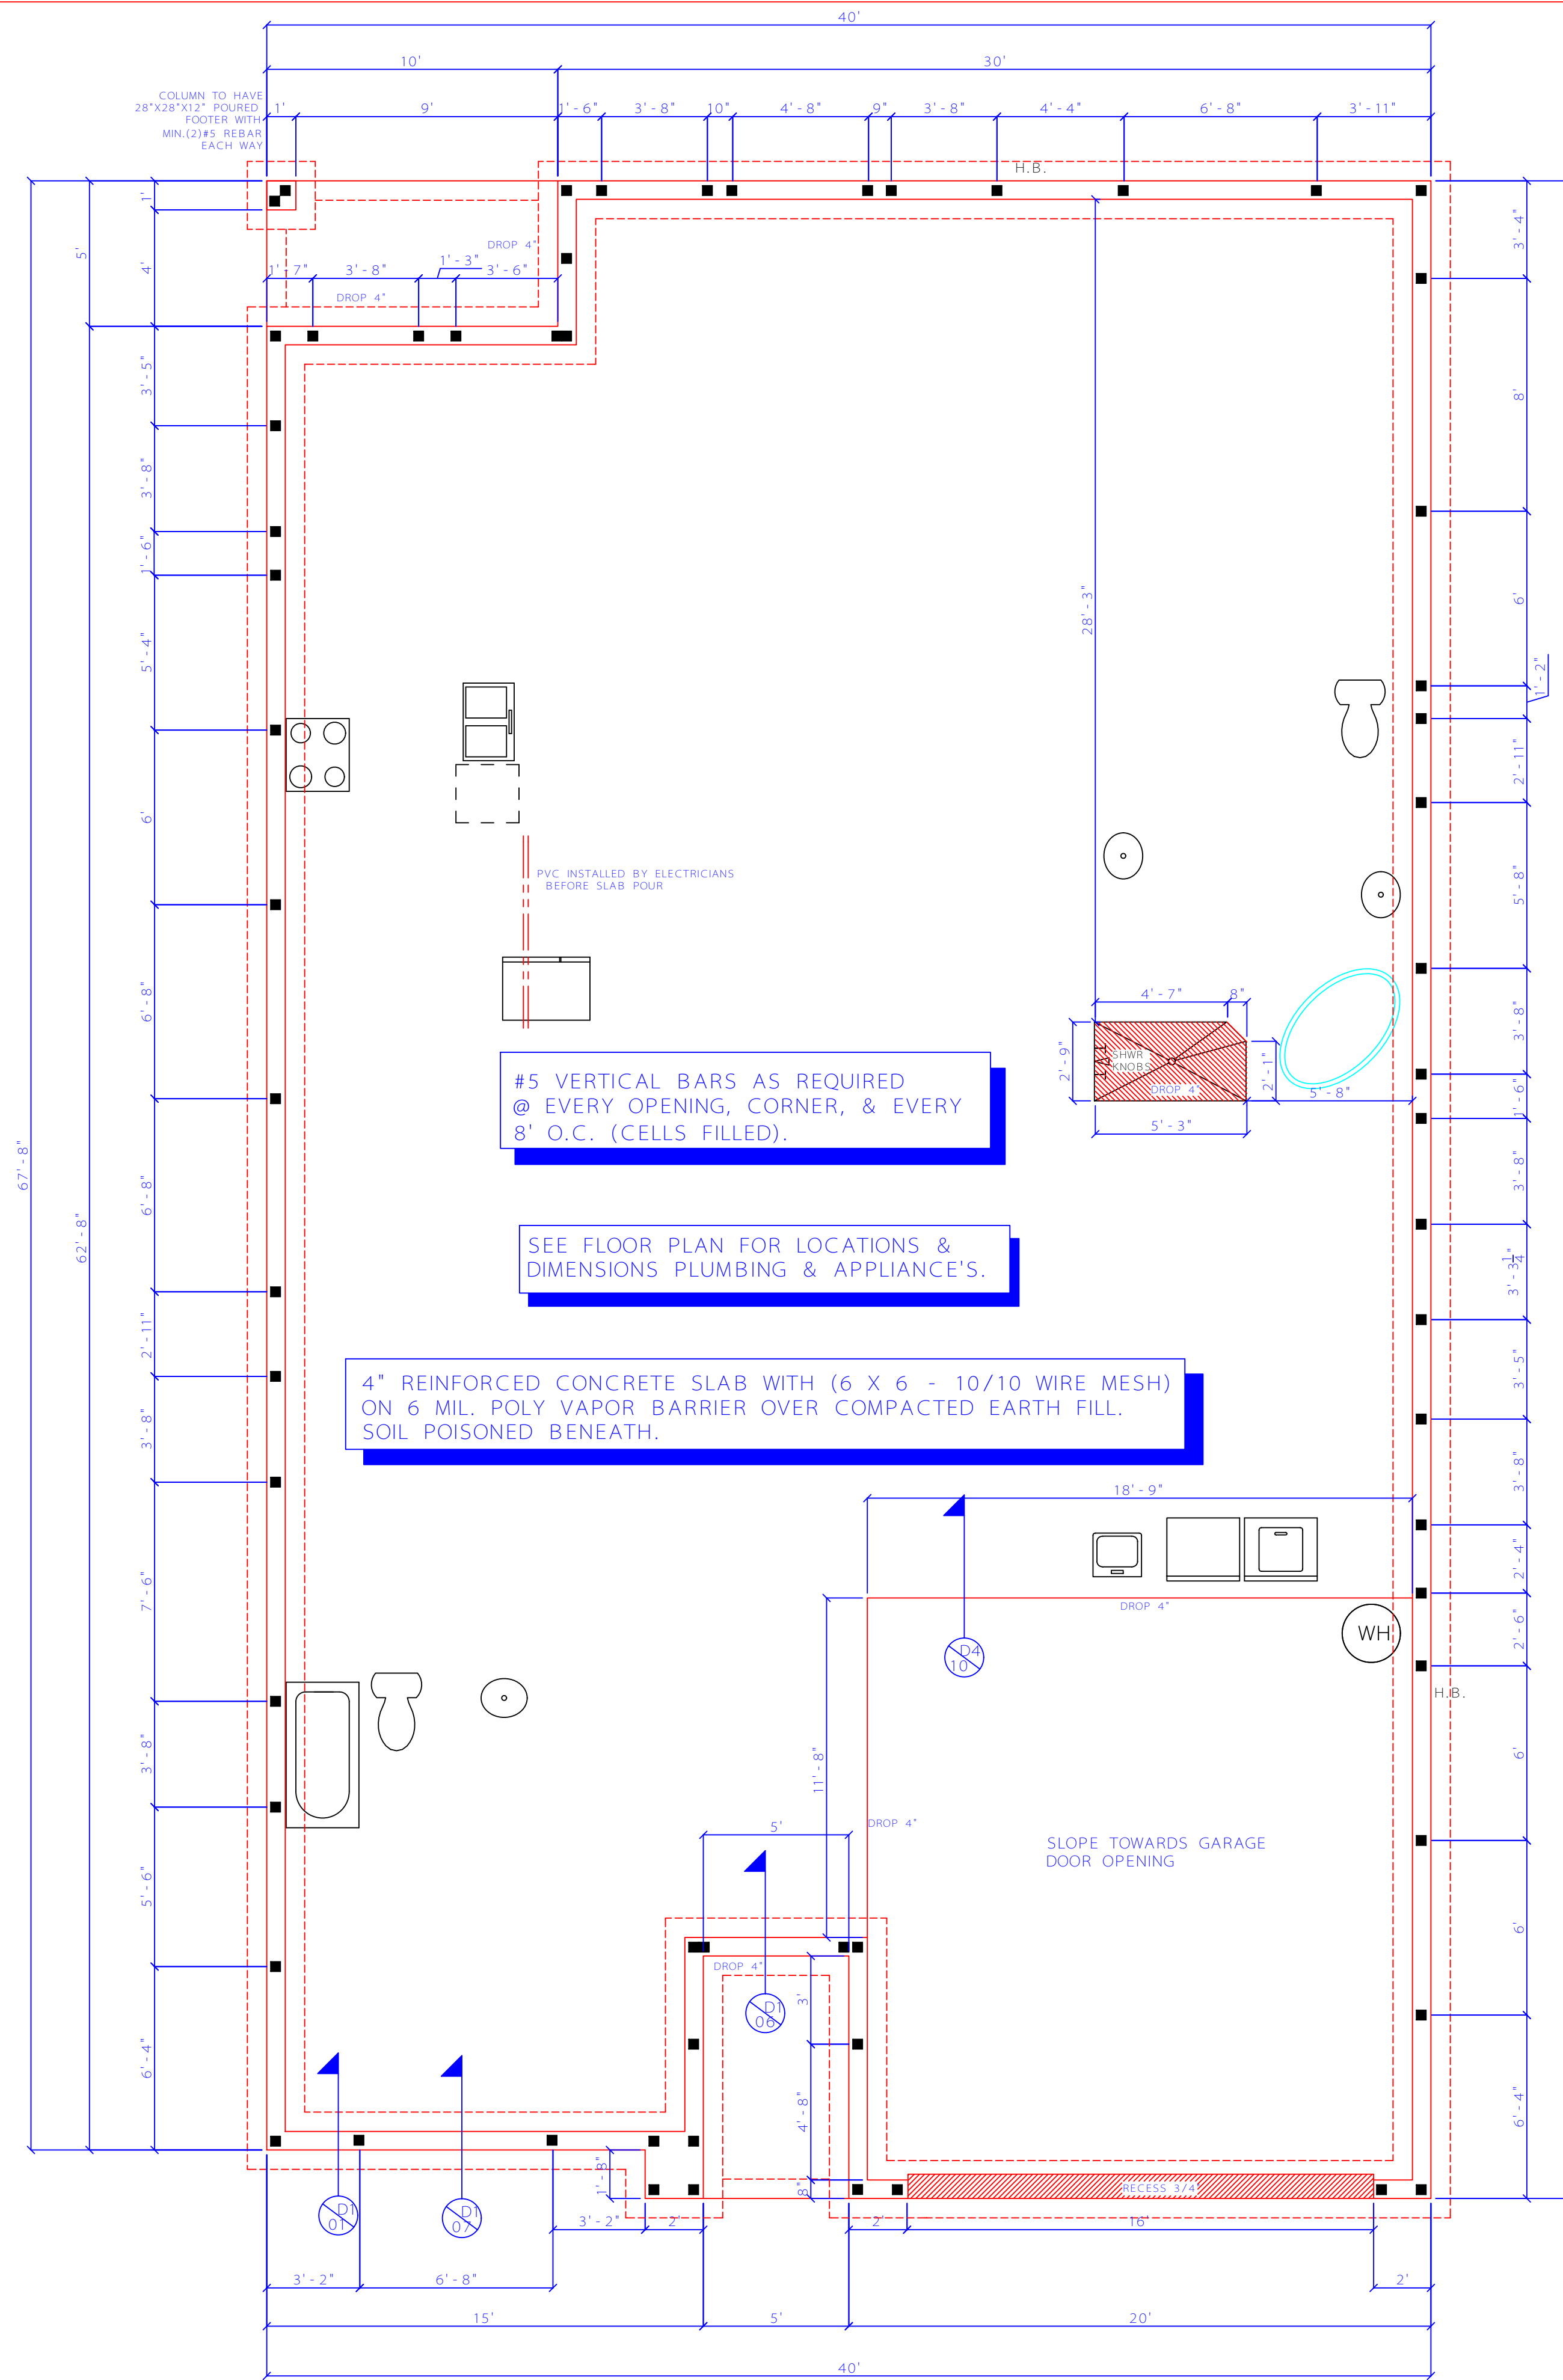 40'
10'
30'
COLUMN TO HAVE
28"X28"X12" POURED
FOOTER WITH
MIN.(2)#5 REBAR
EACH WAY
1'
9'
1'-6"
3'-8"
10"
4'-8"
9"
3'-8"
4'-4"
6'-8"
3'-11"
H.B.
1'
4'
5'
DROP 4"
1'-7"
3'-8"
1'-3"
3'-6"
DROP 4"
3'-5"
3'-8"
1'-6"
5'-4"
6'
6'-8"
6'-8"
2'-11"
3'-8"
7'-6"
3'-8"
5'-6"
6'-4"
67'-8"
62'-8"
3'-4"
8'
6'
1'-2"
2'-11"
5'-8"
3'-8"
1'-6"
3'-8"
3'-3 1/4"
3'-5"
3'-8"
2'-4"
2'-6"
6'
6'
6'-4"
28'-3"
PVC INSTALLED BY ELECTRICIANS
BEFORE SLAB POUR
4'-7"
8"
2'-9"
SHWR
KNOBS
DROP 4"
2'-1"
5'-8"
5'-3"
#5 VERTICAL BARS AS REQUIRED
@ EVERY OPENING, CORNER, & EVERY
8' O.C. (CELLS FILLED).
SEE FLOOR PLAN FOR LOCATIONS &
DIMENSIONS PLUMBING & APPLIANCE'S.
4" REINFORCED CONCRETE SLAB WITH (6 X 6 - 10/10 WIRE MESH)
ON 6 MIL. POLY VAPOR BARRIER OVER COMPACTED EARTH FILL.
SOIL POISONED BENEATH.
18'-9"
DROP 4"
WH
D4
10
H.B.
11'-8"
5'
DROP 4"
SLOPE TOWARDS GARAGE
DOOR OPENING
DROP 4"
D1
06
3'
4'-8"
8"
1'-8"
RECESS 3/4
D1
01
D1
07
3'-2"
2'
2'
16'
3'-2"
6'-8"
2'
15'
5'
20'
40'